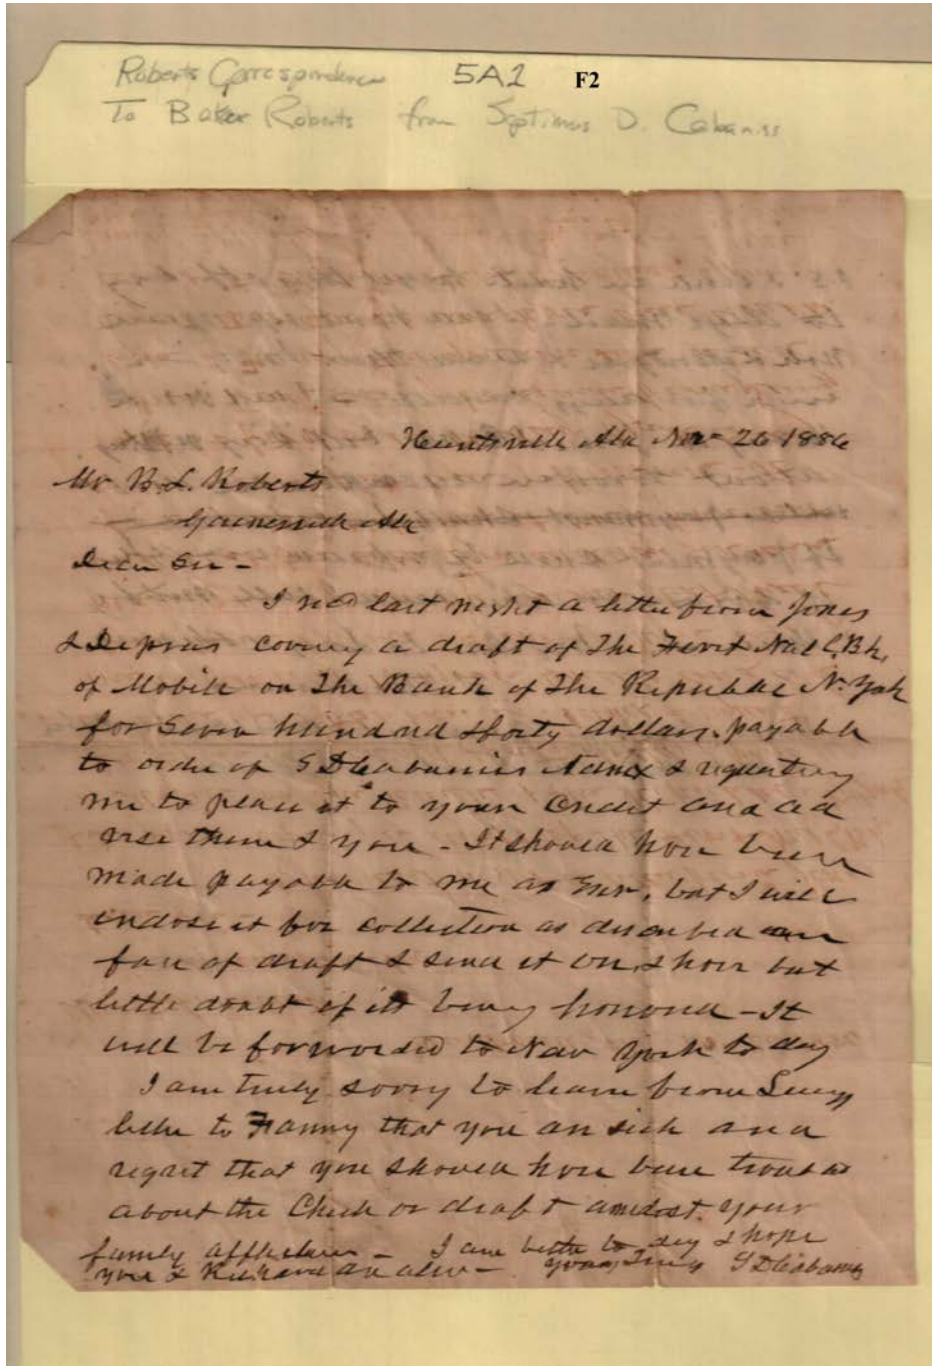 Roberts Correspondence 5A1 F2
To Baker Roberts from Septimus D. Cabaniss
Huntsville Ala Nov 26 1886
Mr B. L. Roberts
Gainesville Ala
Dear Sir -
I recd last night a letter from Jones
& covering a draft of The First Natl. Bk,
of Mobile on The Bank of The Republic N. York
for Seven hundred & forty dollars, payable
to order of S D Cabaniss & requesting
me to place it to your Credit and ad
vise them & you - It should have been
made payable to me as Exr, but I will
endose it for collection as described on
face of draft & send it on, & have but
little doubt of its being honored - It
will be forwarded to New York to day
I am truly sorry to learn from
letter to Fanny that you are sick and
regret that you should have been troubled
about the Check or draft amidst your
family afflictions - I am better to day & hope
you & Richard are also - Yours Truly S D Cabaniss